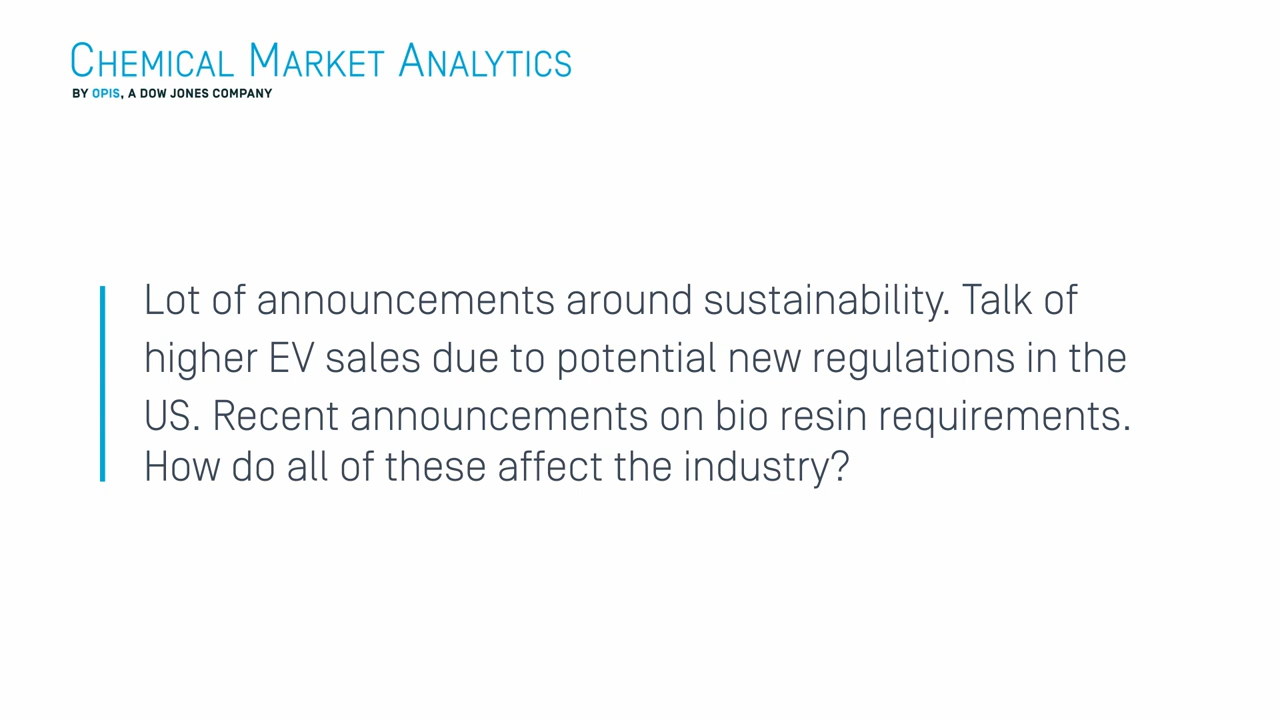 CHEMICAL MARKET ANALYTICS
BY OPIS, A DOW JONES COMPANY
Lot of announcements around sustainability. Talk of
higher EV sales due to potential new regulations in the
US. Recent announcements on bio resin requirements.
How do all of these affect the industry?